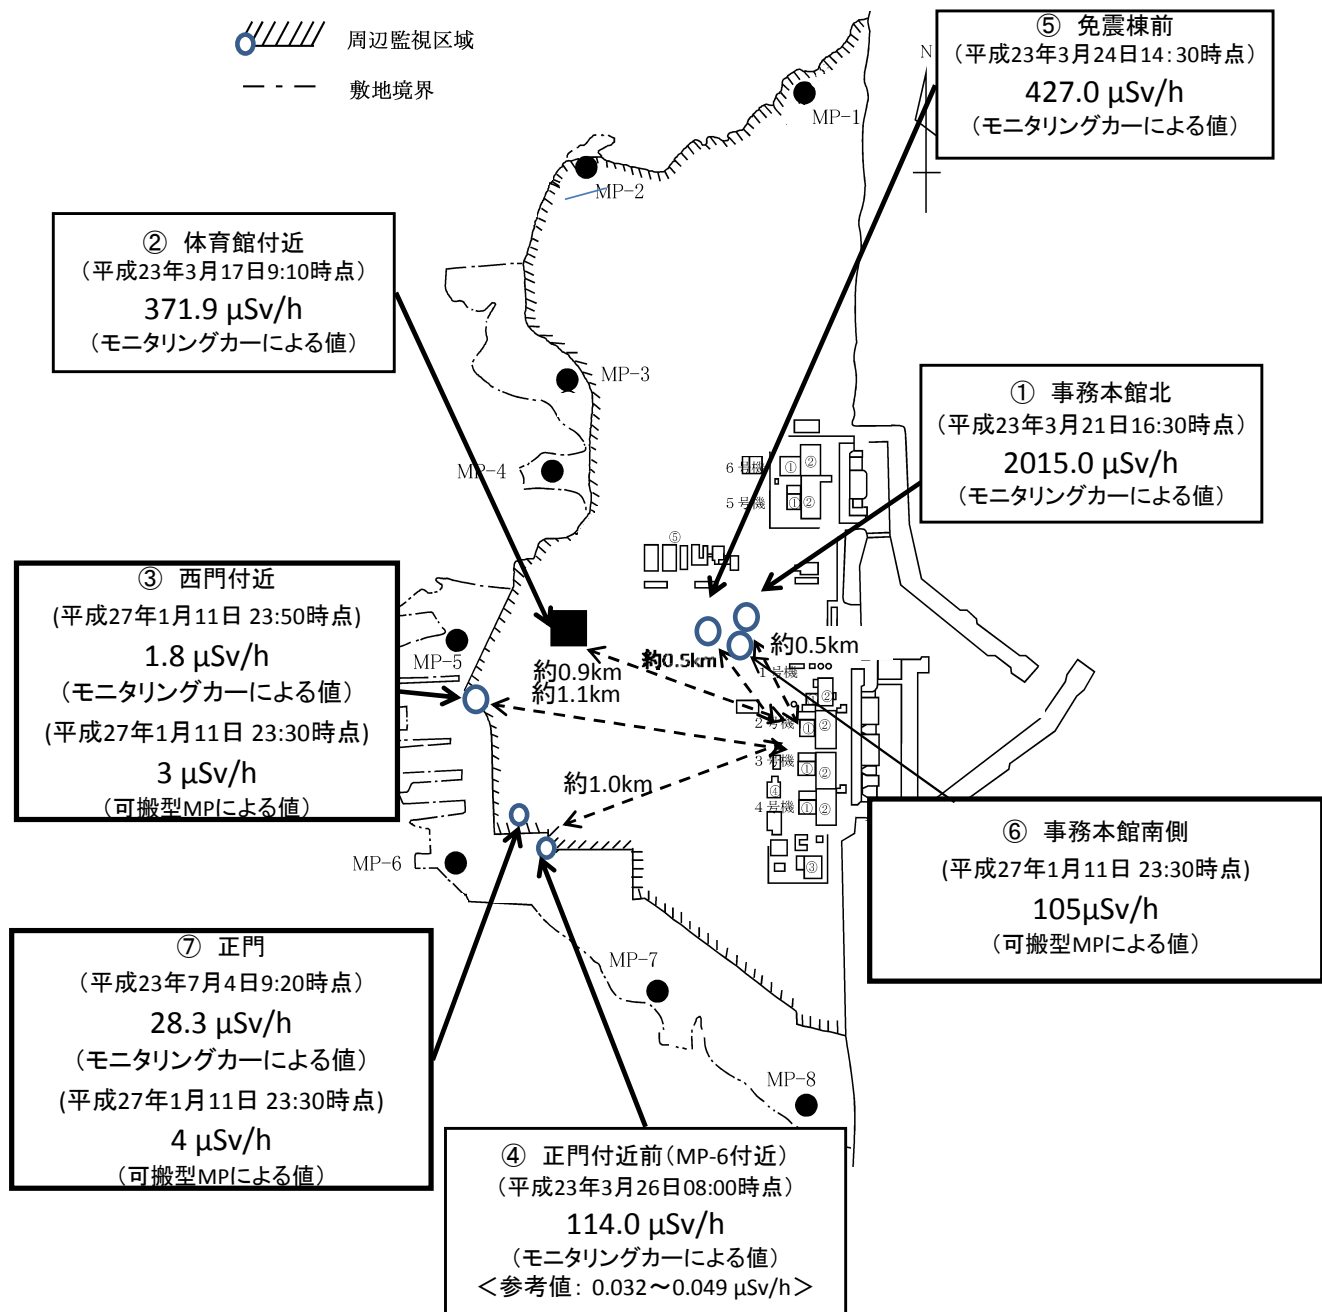 周辺監視区域
敷地境界
⑤ 免震棟前
（平成23年3月24日14:30時点）
427.0 μSv/h
（モニタリングカーによる値）
N
MP-1
MP-2
② 体育館付近
（平成23年3月17日9:10時点）
371.9 μSv/h
（モニタリングカーによる値）
MP-3
① 事務本館北
（平成23年3月21日16:30時点）
2015.0 μSv/h
（モニタリングカーによる値）
MP-4
6号機
① ②
5号機
① ②
⑤
③ 西門付近
(平成27年1月11日 23:50時点)
1.8 μSv/h
（モニタリングカーによる値）
(平成27年1月11日 23:30時点)
3 μSv/h
（可搬型MPによる値）
MP-5
約0.9km
約1.1km
約0.5km
約0.5km
1号機
②
2号機
① ②
3号機
① ②
④
4号機
① ②
③
約1.0km
MP-6
⑥ 事務本館南側
(平成27年1月11日 23:30時点)
105μSv/h
（可搬型MPによる値）
⑦ 正門
（平成23年7月4日9:20時点）
28.3 μSv/h
（モニタリングカーによる値）
(平成27年1月11日 23:30時点)
4 μSv/h
（可搬型MPによる値）
MP-7
MP-8
④ 正門付近前（MP-6付近）
（平成23年3月26日08:00時点）
114.0 μSv/h
（モニタリングカーによる値）
＜参考値：0.032～0.049 μSv/h＞